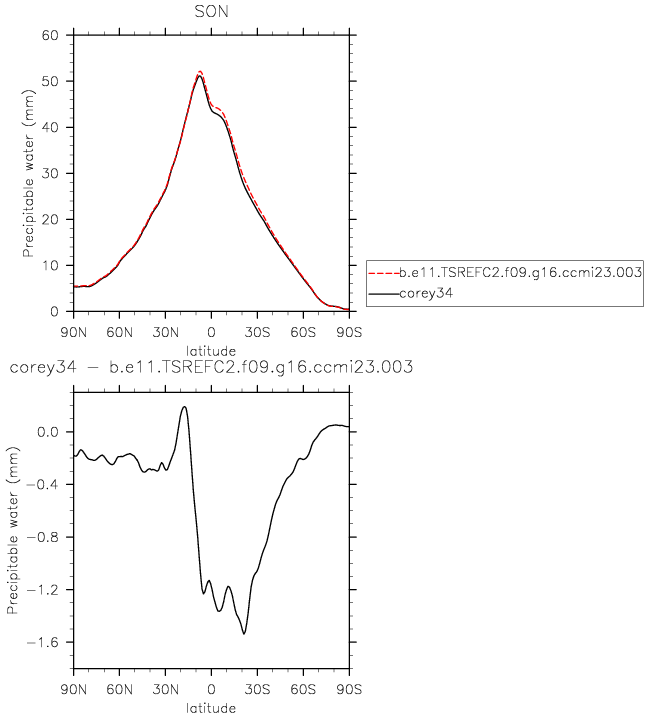 SON
60
50
40
30
20
10
0
Precipitable water (mm)
90N 60N 30N 0 30S 60S 90S
latitude
b.e11.TSREFC2.f09.g16.ccmi23.003
corey34
corey34 − b.e11.TSREFC2.f09.g16.ccmi23.003
0.0
−0.4
−0.8
−1.2
−1.6
Precipitable water (mm)
90N 60N 30N 0 30S 60S 90S
latitude